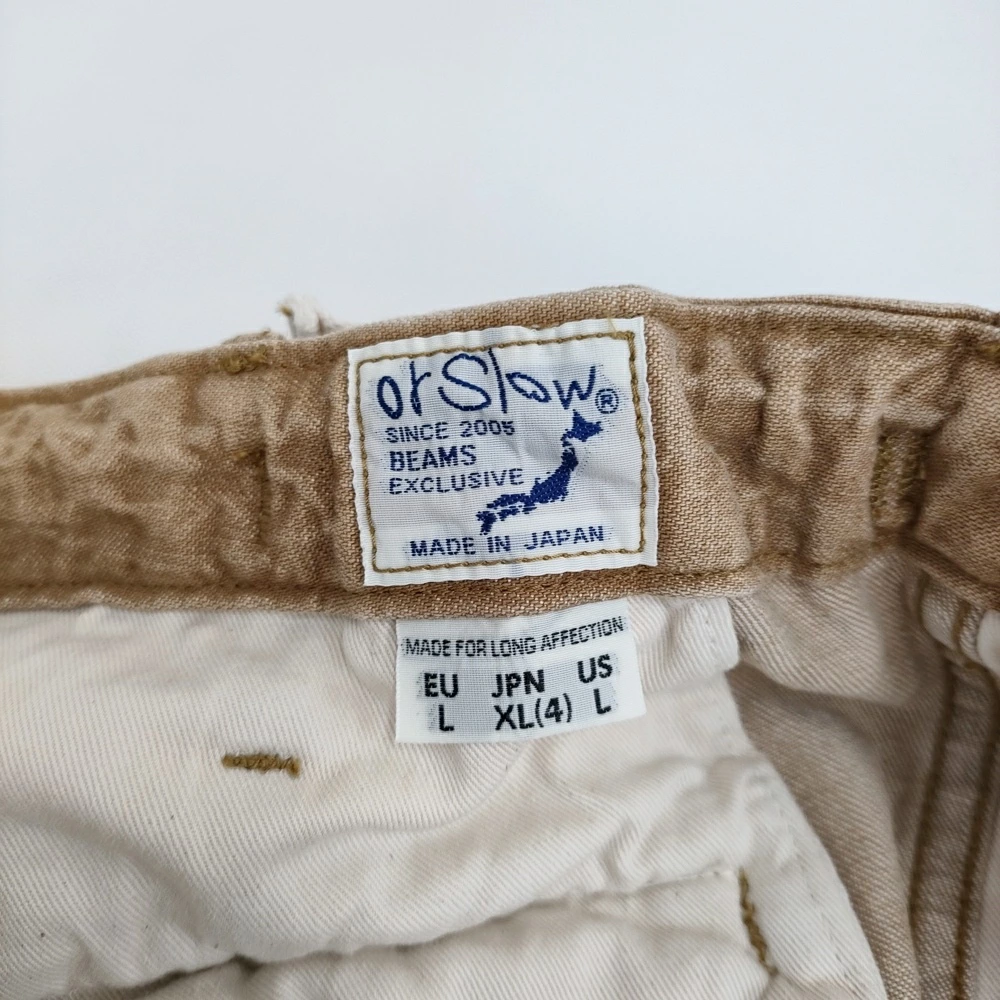 orSlow®
SINCE 2005
BEAMS
EXCLUSIVE
MADE IN JAPAN
MADE FOR LONG AFFECTION
EU JPN US
L XL(4) L